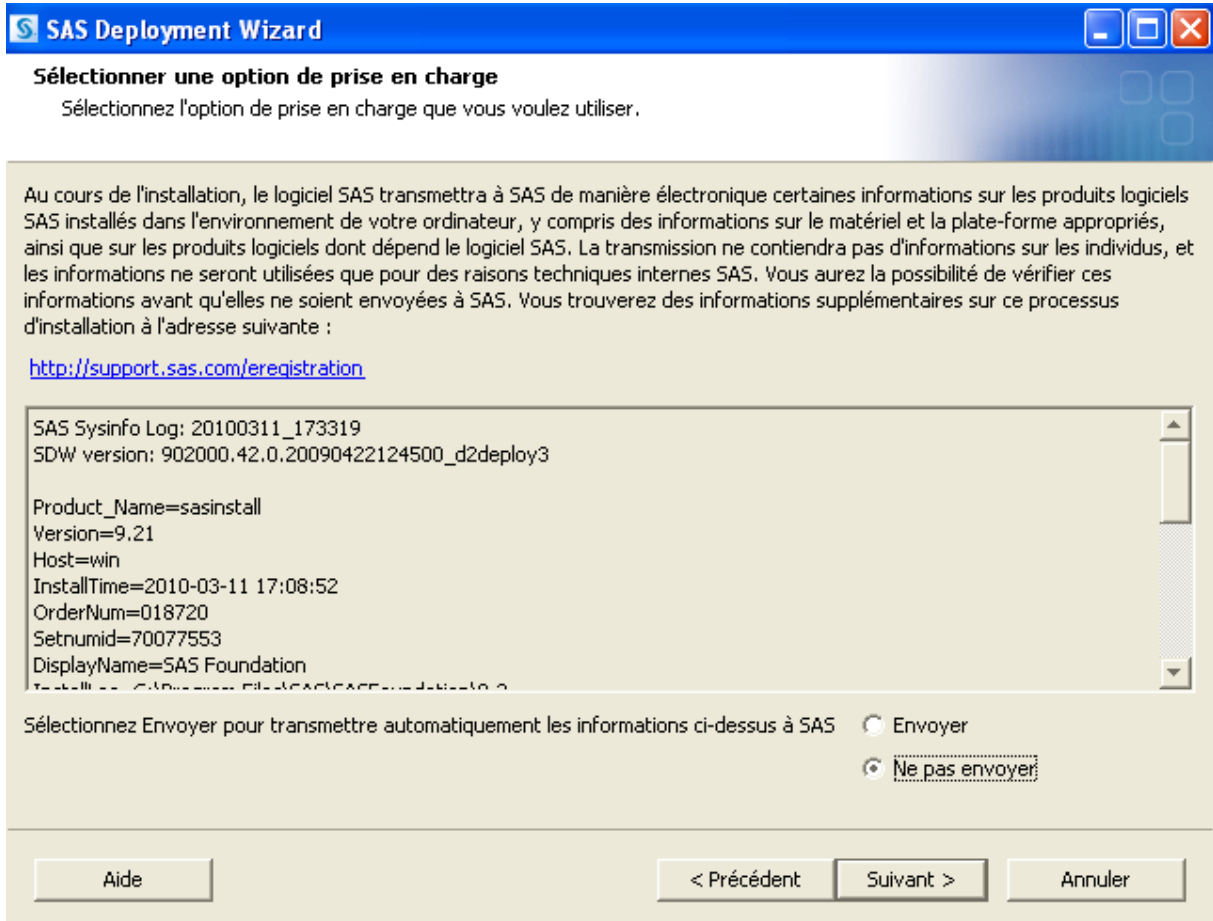 SAS Deployment Wizard
Sélectionner une option de prise en charge
Sélectionnez l'option de prise en charge que vous voulez utiliser.
Au cours de l'installation, le logiciel SAS transmettra à SAS de manière électronique certaines informations sur les produits logiciels
SAS installés dans l'environnement de votre ordinateur, y compris des informations sur le matériel et la plate-forme appropriés,
ainsi que sur les produits logiciels dont dépend le logiciel SAS. La transmission ne contiendra pas d'informations sur les individus, et
les informations ne seront utilisées que pour des raisons techniques internes SAS. Vous aurez la possibilité de vérifier ces
informations avant qu'elles ne soient envoyées à SAS. Vous trouverez des informations supplémentaires sur ce processus
d'installation à l'adresse suivante :
http://support.sas.com/eregistration
SAS Sysinfo Log: 20100311_173319
SDW version: 902000.42.0.20090422124500_d2deploy3
Product_Name=sasinstall
Version=9.21
Host=win
InstallTime=2010-03-11 17:08:52
OrderNum=018720
Setnumid=70077553
DisplayName=SAS Foundation
Sélectionnez Envoyer pour transmettre automatiquement les informations ci-dessus à SAS
Envoyer
Ne pas envoyer
Aide
< Précédent
Suivant >
Annuler